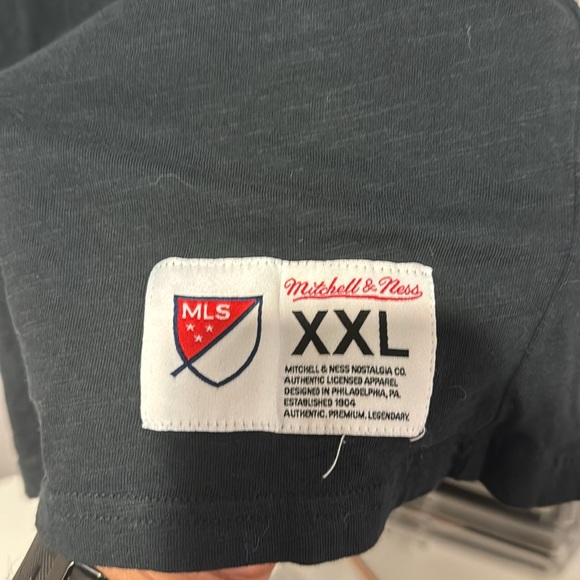 MLS
Mitchell & Ness
XXL
MITCHELL & NESS NOSTALGIA CO.
AUTHENTIC LICENSED APPAREL
DESIGNED IN PHILADELPHIA, PA.
ESTABLISHED 1904
AUTHENTIC. PREMIUM. LEGENDARY.